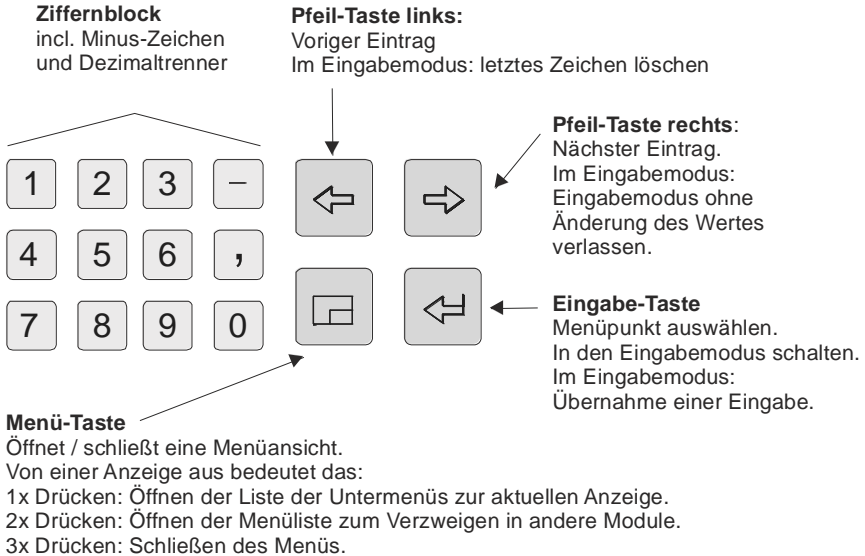 Ziffernblock
incl. Minus-Zeichen
und Dezimaltrenner
Pfeil-Taste links:
Voriger Eintrag
Im Eingabemodus: letztes Zeichen löschen
Pfeil-Taste rechts:
Nächster Eintrag.
Im Eingabemodus:
Eingabemodus ohne
Änderung des Wertes
verlassen.
1 2 3 –
4 5 6 ,
7 8 9 0
Eingabe-Taste
Menüpunkt auswählen.
In den Eingabemodus schalten.
Im Eingabemodus:
Übernahme einer Eingabe.
Menü-Taste
Öffnet / schließt eine Menüansicht.
Von einer Anzeige aus bedeutet das:
1x Drücken: Öffnen der Liste der Untermenüs zur aktuellen Anzeige.
2x Drücken: Öffnen der Menüliste zum Verzweigen in andere Module.
3x Drücken: Schließen des Menüs.